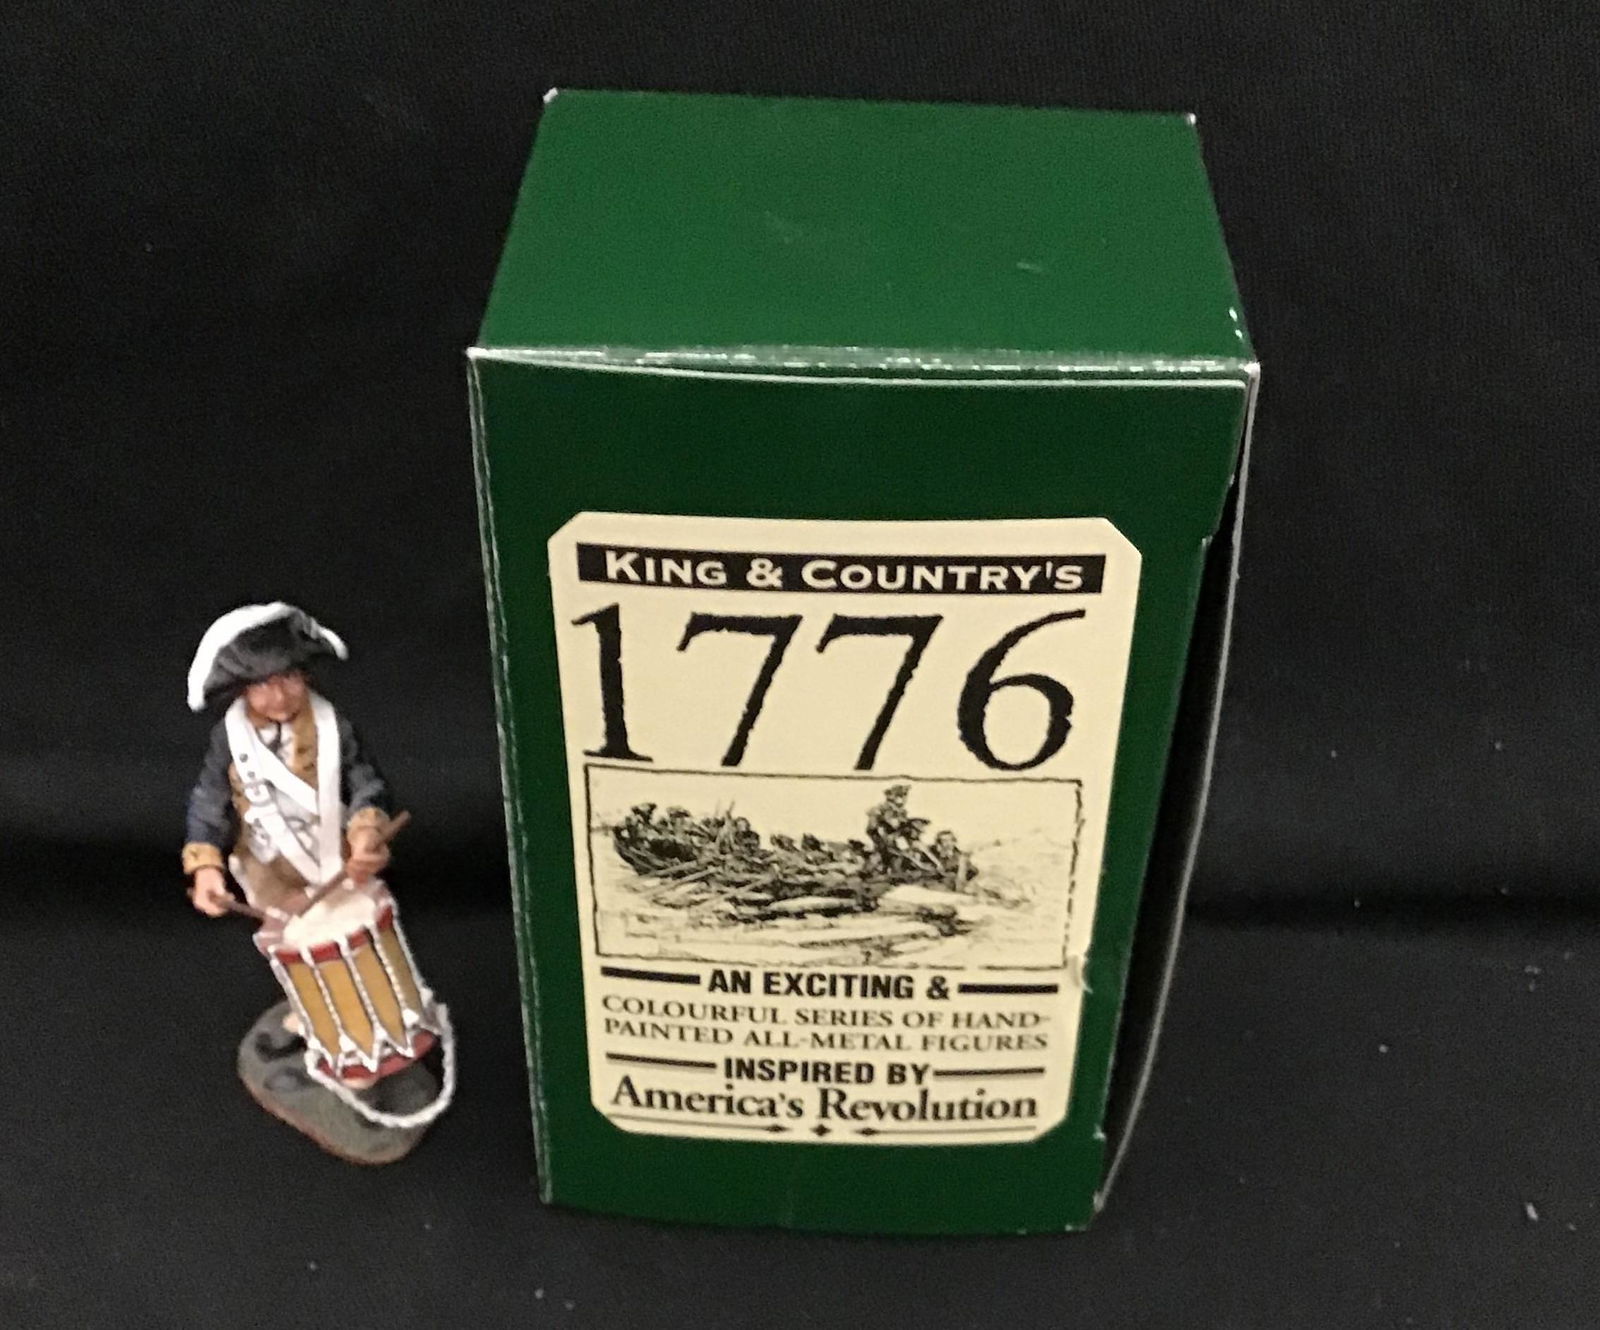 KING & COUNTRY'S
1776
AN EXCITING &
COLOURFUL SERIES OF HAND-
PAINTED ALL-METAL FIGURES
INSPIRED BY
America's Revolution